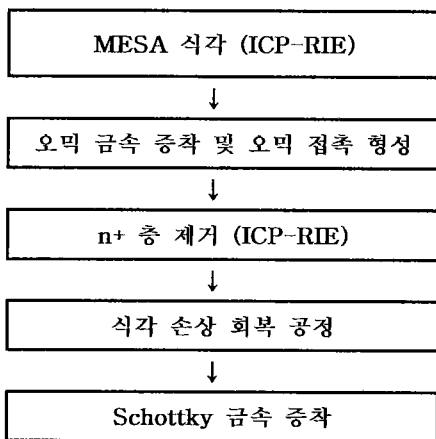 MESA 식각 (ICP-RIE)
↓
오믹 금속 증착 및 오믹 접촉 형성
↓
n+ 층 제거 (ICP-RIE)
↓
식각 손상 회복 공정
↓
Schottky 금속 증착